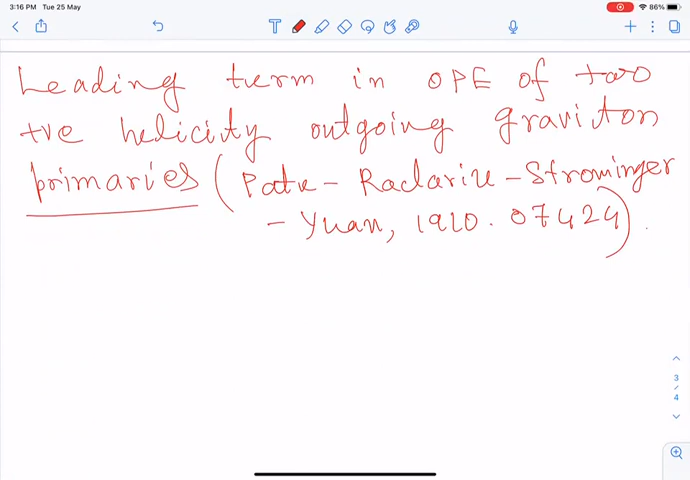 3:16 PM Tue 25 May
86%
Leading term in OPE of two
+ve helicity outgoing graviton
primaries (Pate - Raclariu - Strominger
- Yuan, 1910.07424).
3
/
4